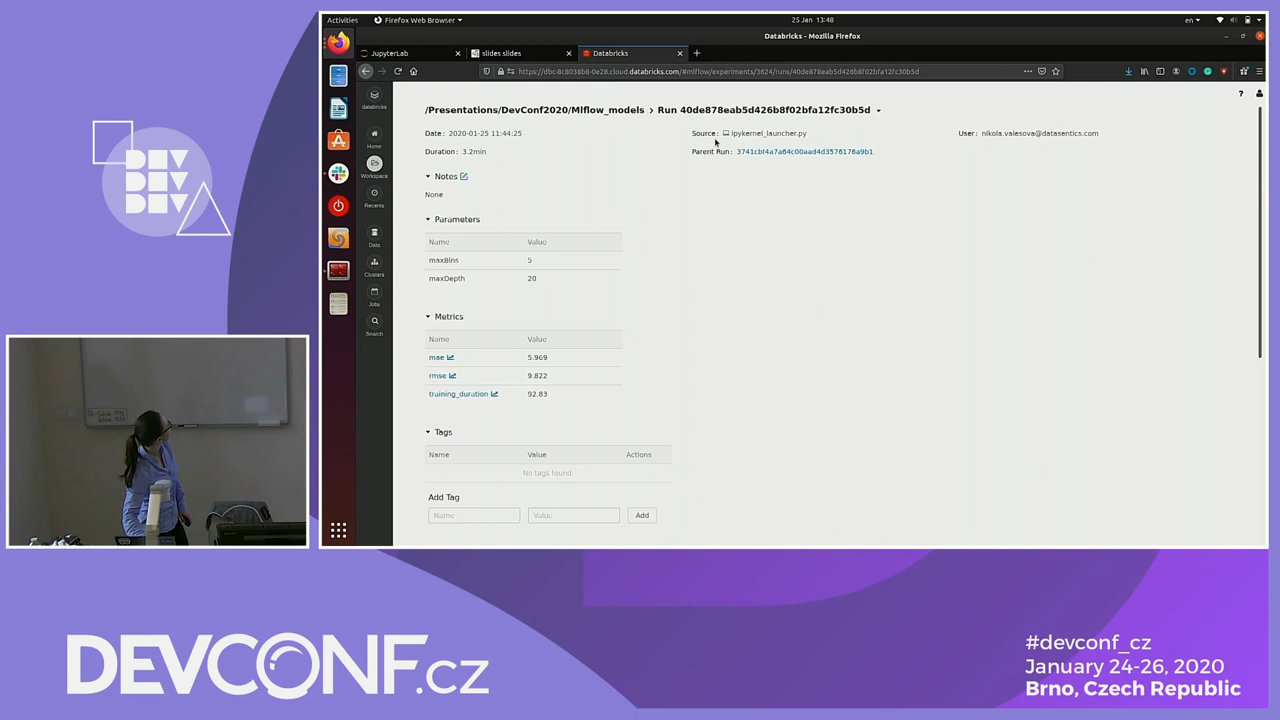 Activities
Firefox Web Browser
25 Jan 13:48
en
Databricks - Mozilla Firefox
JupyterLab
slides slides
Databricks
https://dbc-8c8038b8-0e28.cloud.databricks.com/#mlflow/experiments/3624/runs/40de878eab5d426b8f02bfa12fc30b5d
databricks
Home
Workspace
Recents
Data
Clusters
Jobs
Search
/Presentations/DevConf2020/Mlflow_models > Run 40de878eab5d426b8f02bfa12fc30b5d
Date: 2020-01-25 11:44:25
Source: ipykernel_launcher.py
User: nikola.valesova@datasentics.com
Duration: 3.2min
Parent Run: 3741cbf4a7a64c00aad4d3576176a9b1
Notes
None
Parameters
Name Value
maxBins 5
maxDepth 20
Metrics
Name Value
mae 5.969
rmse 9.822
training_duration 92.83
Tags
Name Value Actions
No tags found.
Add Tag
Name Value Add
DEV
DEV
DEV
DEVCONF.cz
#devconf_cz
January 24-26, 2020
Brno, Czech Republic